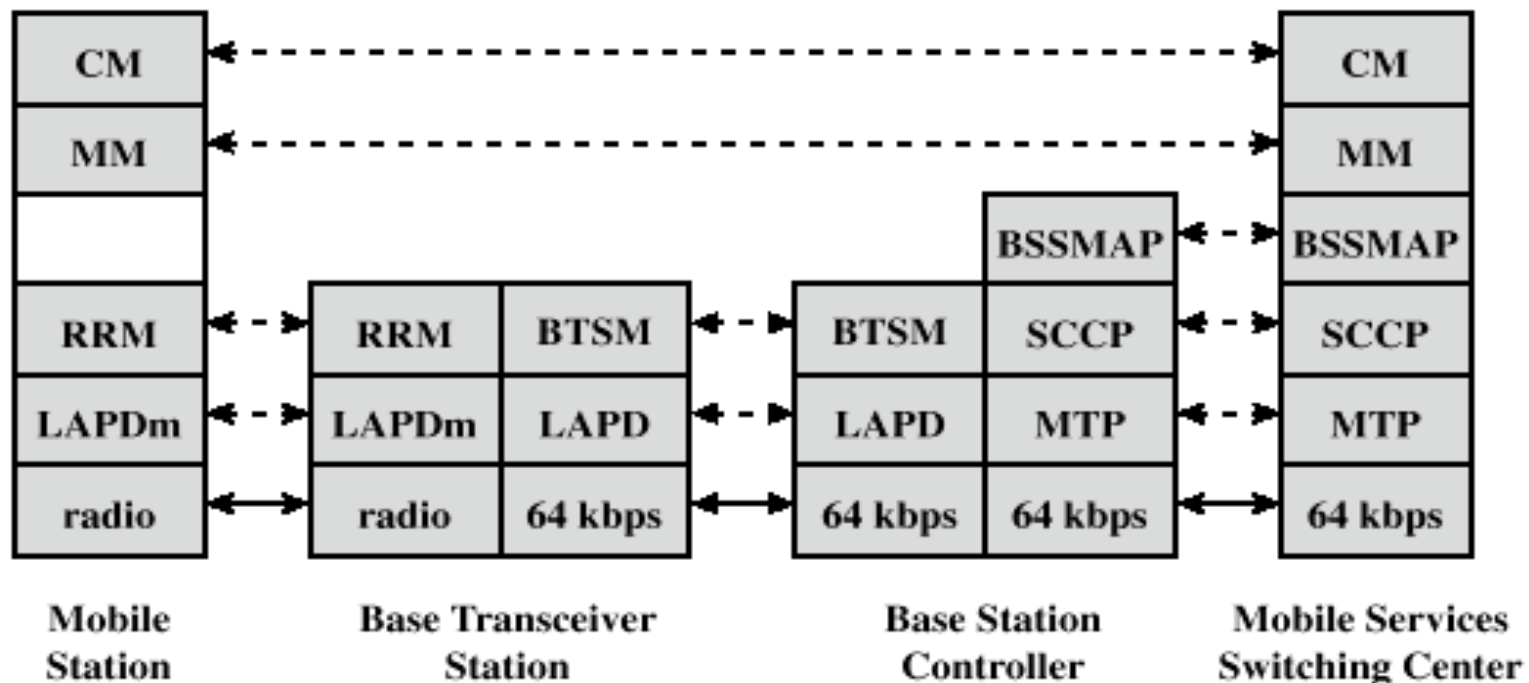 CM CM
MM MM
BSSMAP BSSMAP
RRM RRM BTSM BTSM SCCP SCCP
LAPDm LAPDm LAPD LAPD MTP MTP
radio radio 64 kbps 64 kbps 64 kbps 64 kbps
Mobile Base Transceiver Base Station Mobile Services
Station Station Controller Switching Center